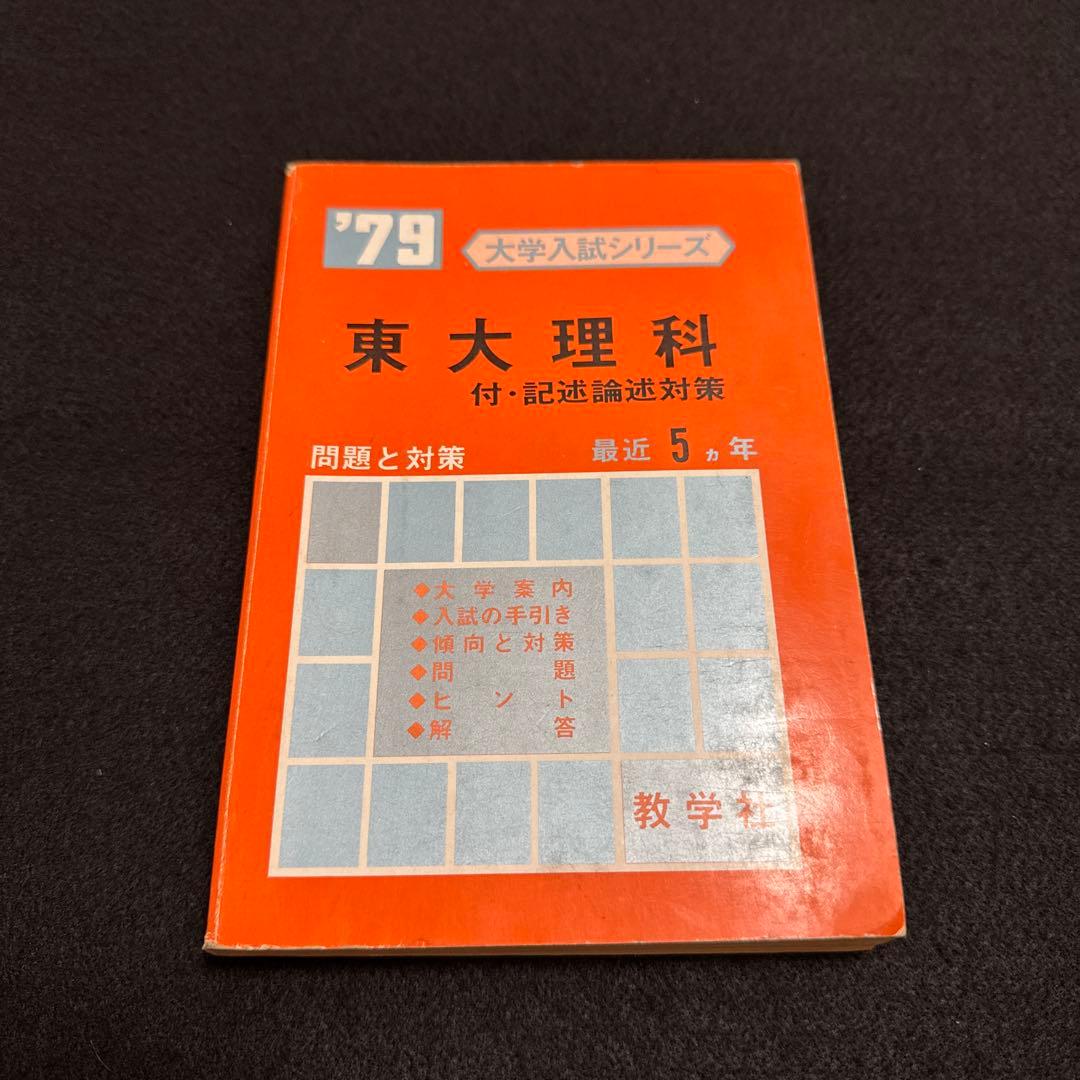 '79
大学入試シリーズ
東大理科
付・記述論述対策
問題と対策
最近5ヵ年
◆大学案内
◆入試の手引き
◆傾向と対策
◆問題
◆ヒント
◆解答
教学社